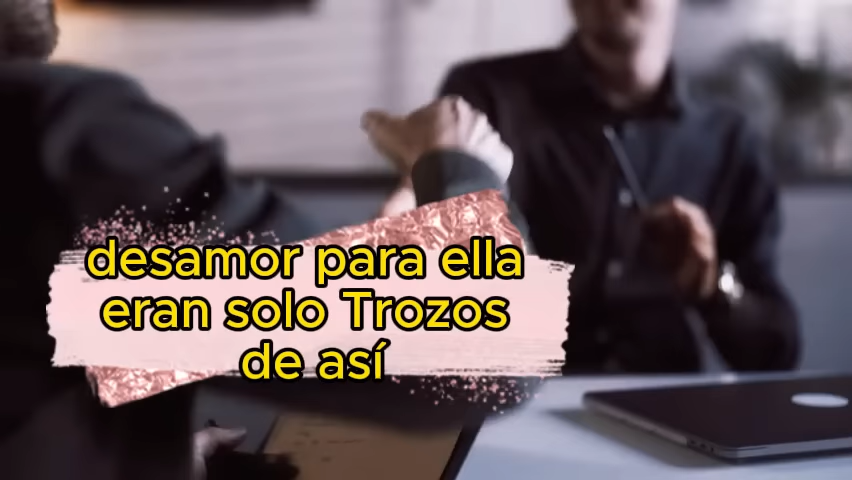 desamor para ella
eran solo Trozos
de así